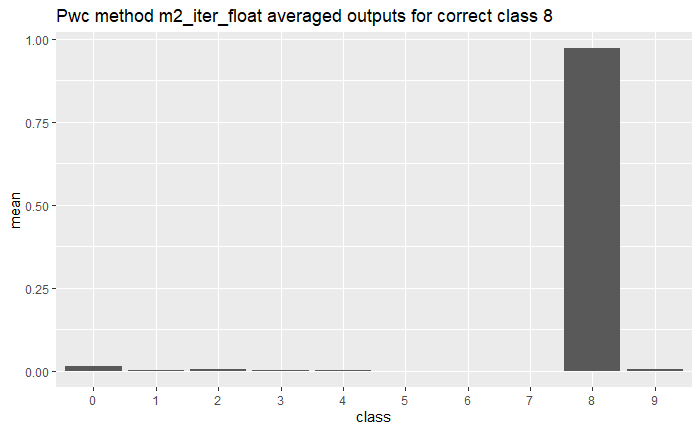 Pwc method m2_iter_float averaged outputs for correct class 8
1.00
0.75
0.50
0.25
0.00
mean
0 1 2 3 4 5 6 7 8 9
class